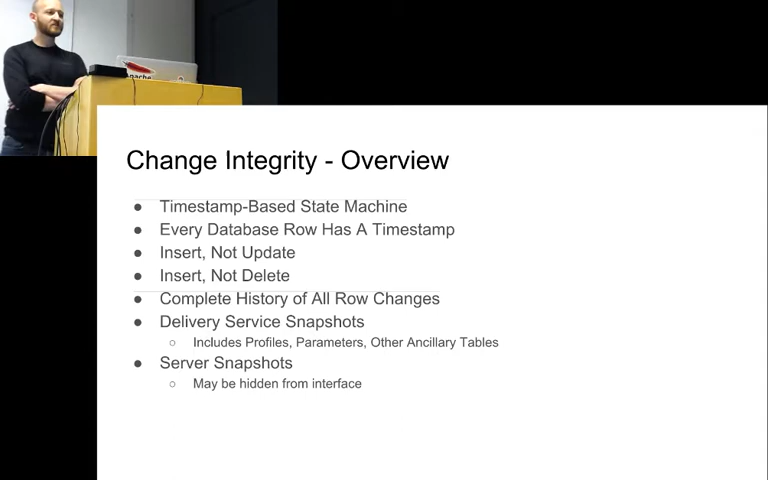 Apache
Change Integrity - Overview
● Timestamp-Based State Machine
● Every Database Row Has A Timestamp
● Insert, Not Update
● Insert, Not Delete
● Complete History of All Row Changes
● Delivery Service Snapshots
○ Includes Profiles, Parameters, Other Ancillary Tables
● Server Snapshots
○ May be hidden from interface